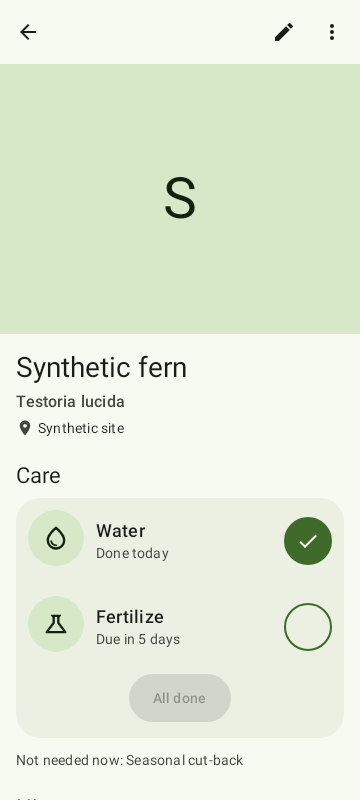 S
Synthetic fern
Testoria lucida
Synthetic site
Care
Water
Done today
Fertilize
Due in 5 days
All done
Not needed now: Seasonal cut-back